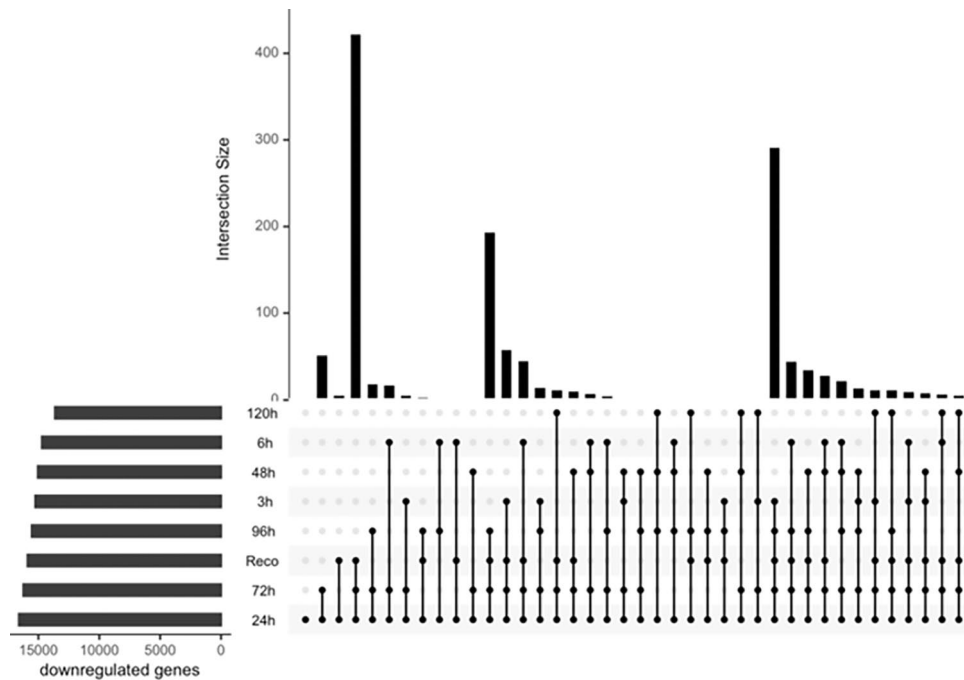 400
300
200
100
0
Intersection Size
120h
6h
48h
3h
96h
Reco
72h
24h
15000 10000 5000 0
downregulated genes